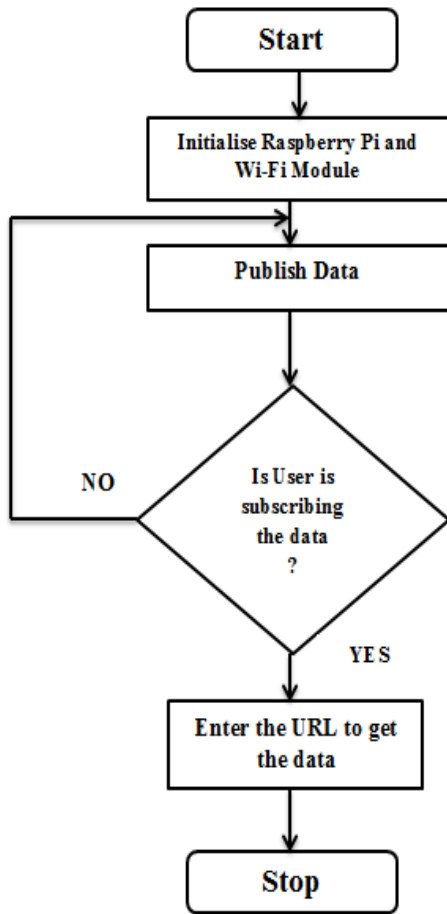 Start
Initialise Raspberry Pi and
Wi-Fi Module
Publish Data
Is User is
subscribing
the data
?
NO
YES
Enter the URL to get
the data
Stop